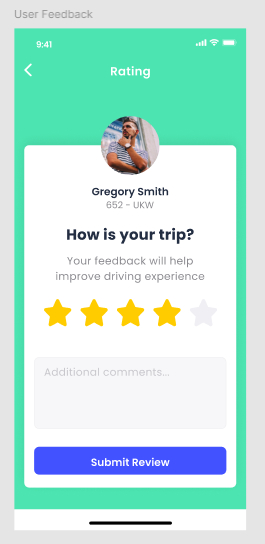 User Feedback
9:41
Rating
Gregory Smith
652 - UKW
How is your trip?
Your feedback will help
improve driving experience
Additional comments...
Submit Review